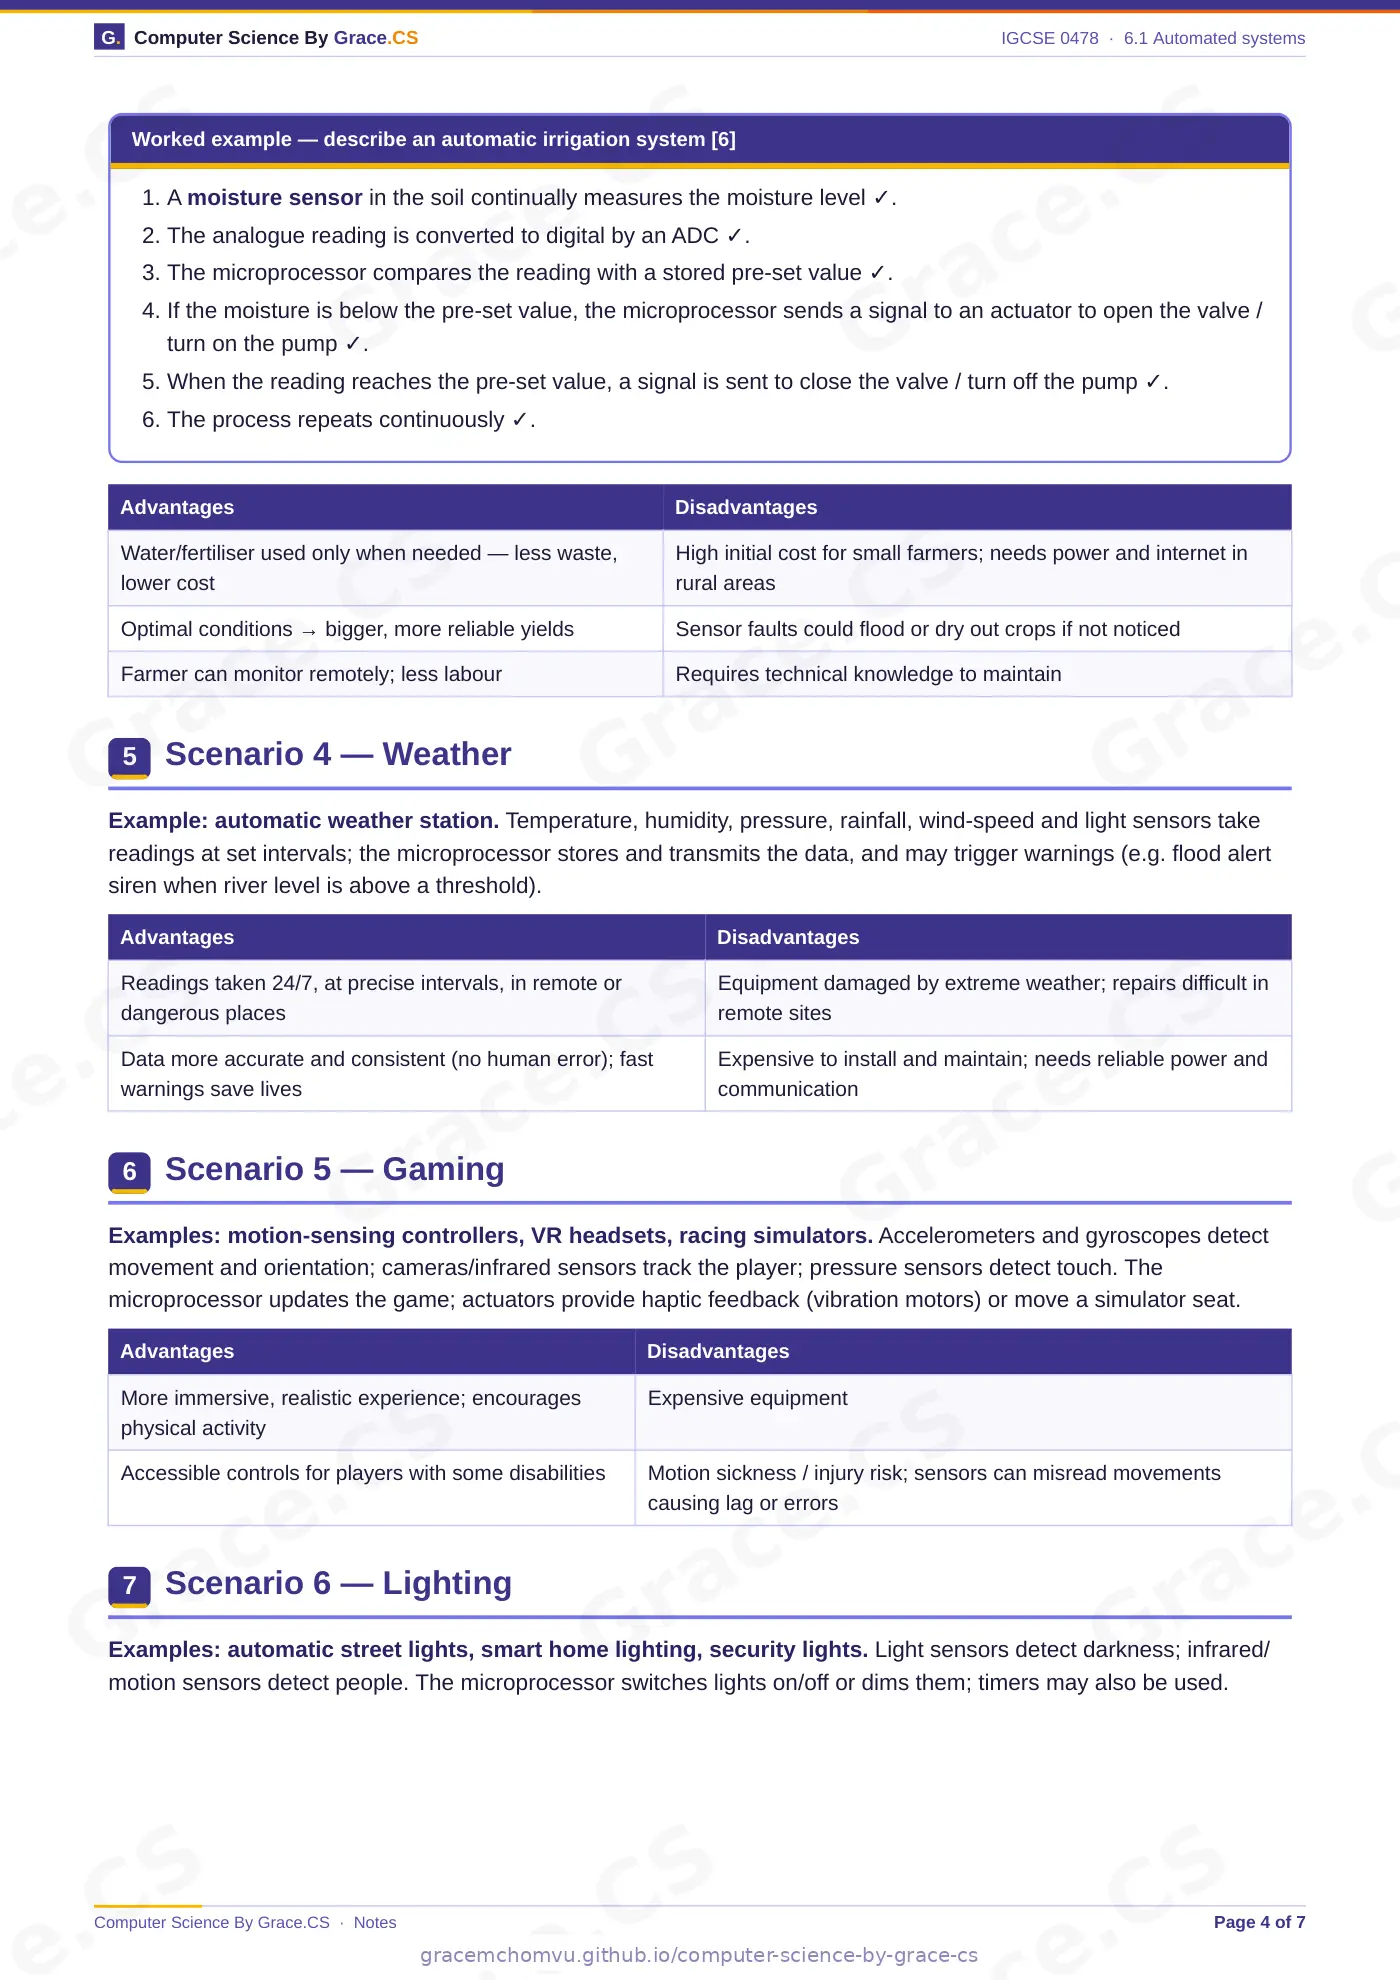 G. Computer Science By Grace.CS
IGCSE 0478 · 6.1 Automated systems
Worked example — describe an automatic irrigation system [6]
1. A moisture sensor in the soil continually measures the moisture level ✓.
2. The analogue reading is converted to digital by an ADC ✓.
3. The microprocessor compares the reading with a stored pre-set value ✓.
4. If the moisture is below the pre-set value, the microprocessor sends a signal to an actuator to open the valve /
turn on the pump ✓.
5. When the reading reaches the pre-set value, a signal is sent to close the valve / turn off the pump ✓.
6. The process repeats continuously ✓.
Advantages
Disadvantages
Water/fertiliser used only when needed — less waste,
lower cost
High initial cost for small farmers; needs power and internet in
rural areas
Optimal conditions → bigger, more reliable yields
Sensor faults could flood or dry out crops if not noticed
Farmer can monitor remotely; less labour
Requires technical knowledge to maintain
5 Scenario 4 — Weather
Example: automatic weather station. Temperature, humidity, pressure, rainfall, wind-speed and light sensors take
readings at set intervals; the microprocessor stores and transmits the data, and may trigger warnings (e.g. flood alert
siren when river level is above a threshold).
Advantages
Disadvantages
Readings taken 24/7, at precise intervals, in remote or
dangerous places
Equipment damaged by extreme weather; repairs difficult in
remote sites
Data more accurate and consistent (no human error); fast
warnings save lives
Expensive to install and maintain; needs reliable power and
communication
6 Scenario 5 — Gaming
Examples: motion-sensing controllers, VR headsets, racing simulators. Accelerometers and gyroscopes detect
movement and orientation; cameras/infrared sensors track the player; pressure sensors detect touch. The
microprocessor updates the game; actuators provide haptic feedback (vibration motors) or move a simulator seat.
Advantages
Disadvantages
More immersive, realistic experience; encourages
physical activity
Expensive equipment
Accessible controls for players with some disabilities
Motion sickness / injury risk; sensors can misread movements
causing lag or errors
7 Scenario 6 — Lighting
Examples: automatic street lights, smart home lighting, security lights. Light sensors detect darkness; infrared/
motion sensors detect people. The microprocessor switches lights on/off or dims them; timers may also be used.
Computer Science By Grace.CS · Notes
Page 4 of 7
gracemchomvu.github.io/computer-science-by-grace-cs